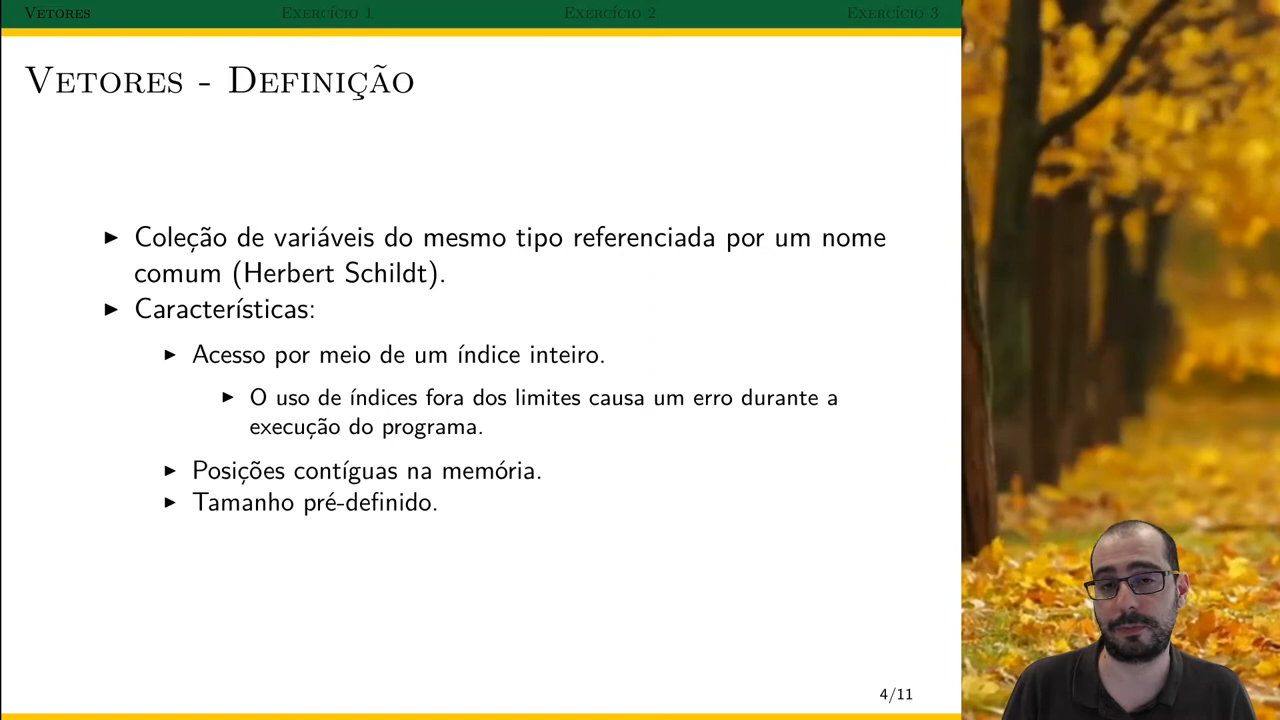 Vetores Exercício 1 Exercício 2 Exercício 3
Vetores - Definição
▶ Coleção de variáveis do mesmo tipo referenciada por um nome
comum (Herbert Schildt).
▶ Características:
▶ Acesso por meio de um índice inteiro.
▶ O uso de índices fora dos limites causa um erro durante a
execução do programa.
▶ Posições contíguas na memória.
▶ Tamanho pré-definido.
4/11